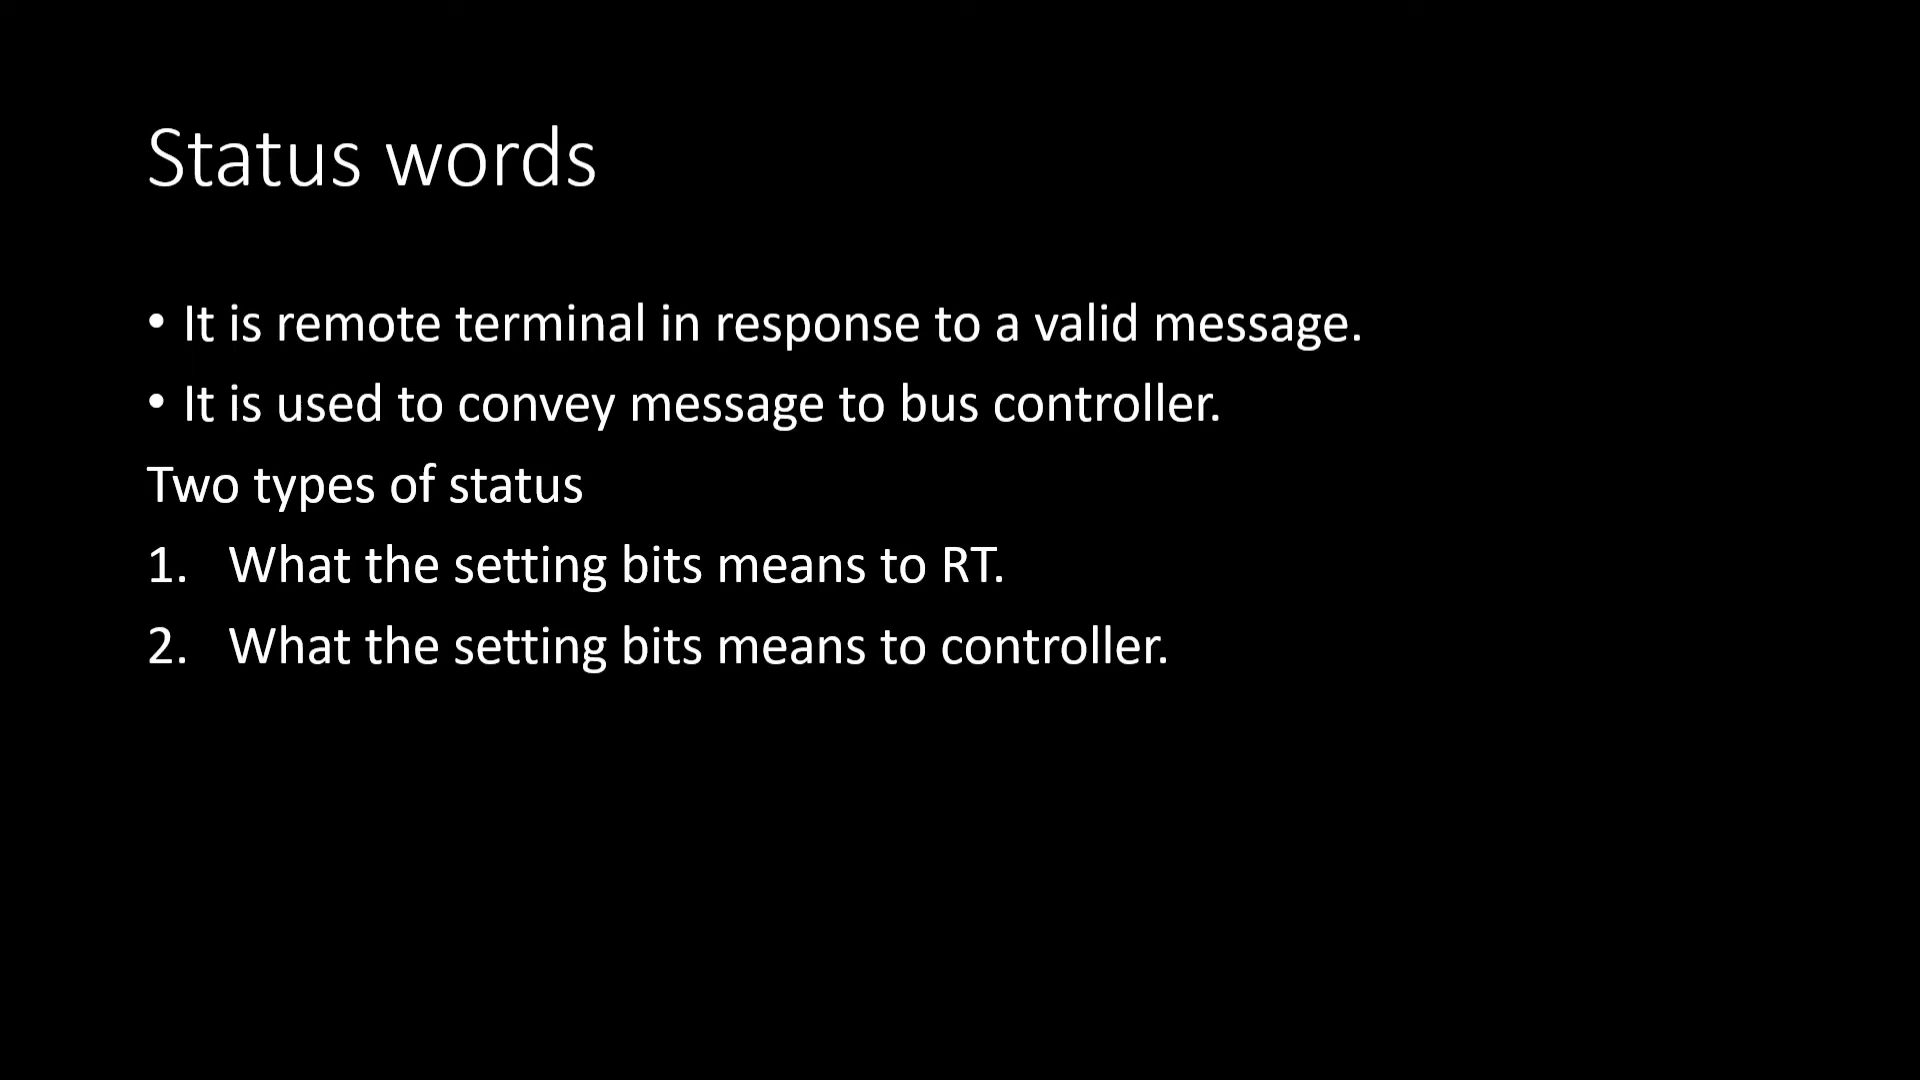 Status words
• It is remote terminal in response to a valid message.
• It is used to convey message to bus controller.
Two types of status
1. What the setting bits means to RT.
2. What the setting bits means to controller.